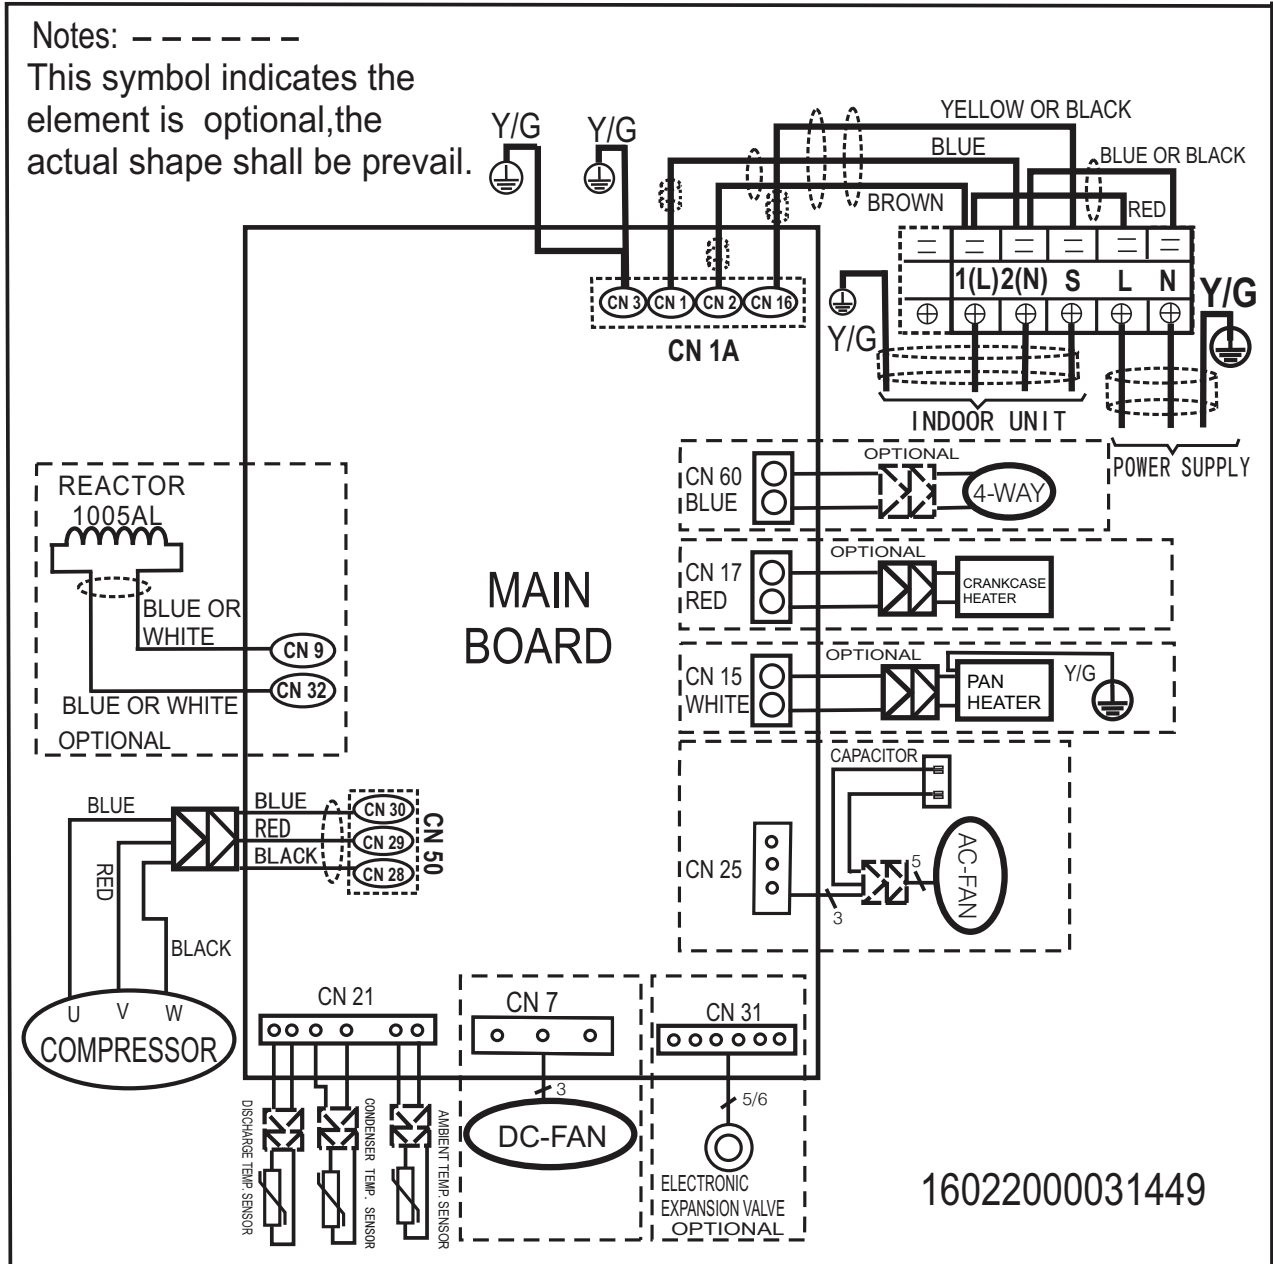 Notes: – – – – – –
This symbol indicates the
element is optional,the
actual shape shall be prevail.
Y/G
Y/G
YELLOW OR BLACK
BLUE
BLUE OR BLACK
BROWN
RED
1(L) 2(N) S L N
Y/G
Y/G
CN 3 CN 1 CN 2 CN 16
CN 1A
INDOOR UNIT
POWER SUPPLY
CN 60
BLUE
OPTIONAL
4-WAY
REACTOR
1005AL
BLUE OR
WHITE
CN 9
CN 32
BLUE OR WHITE
OPTIONAL
MAIN
BOARD
CN 17
RED
OPTIONAL
CRANKCASE
HEATER
CN 15
WHITE
OPTIONAL
PAN
HEATER
Y/G
CAPACITOR
CN 25
3
5
AC-FAN
BLUE
RED
BLACK
BLUE
RED
BLACK
CN 30
CN 29
CN 28
CN 50
U V W
COMPRESSOR
CN 21
DISCHARGE TEMP. SENSOR
CONDENSER TEMP. SENSOR
AMBIENT TEMP. SENSOR
CN 7
3
DC-FAN
CN 31
5/6
ELECTRONIC
EXPANSION VALVE
OPTIONAL
16022000031449